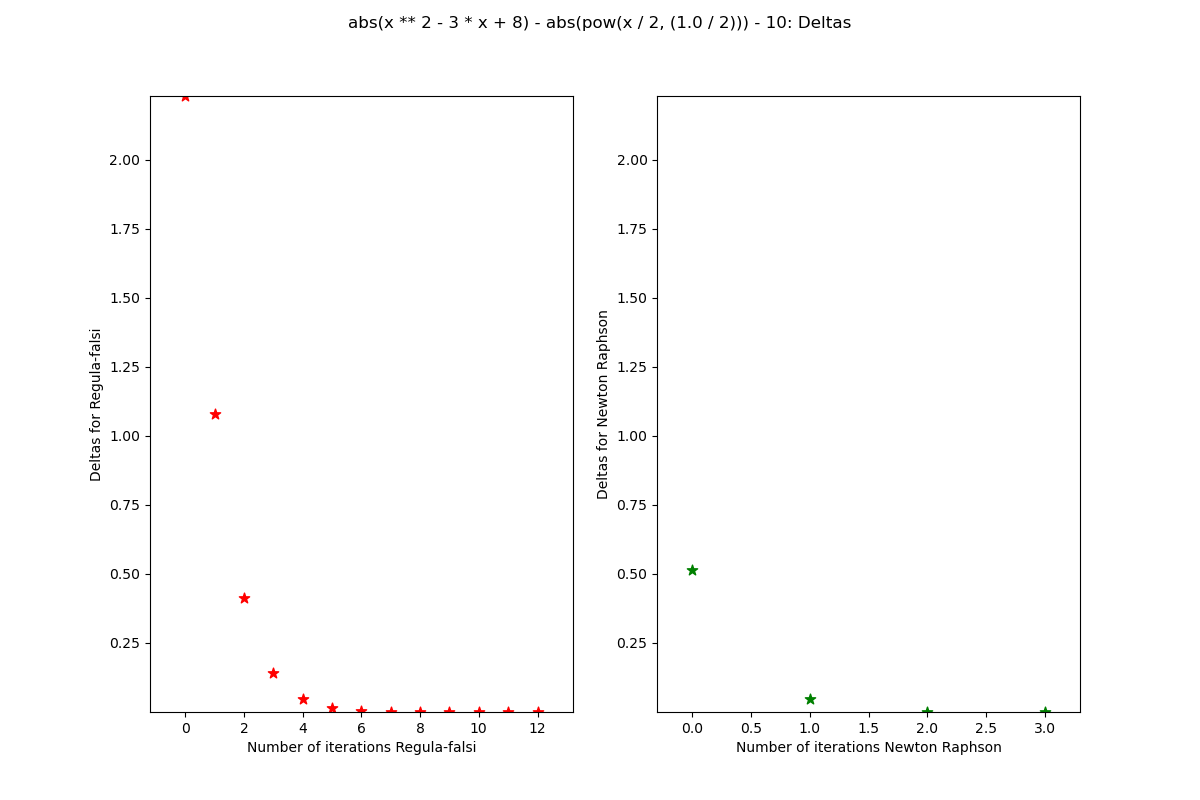 abs(x ** 2 - 3 * x + 8) - abs(pow(x / 2, (1.0 / 2))) - 10: Deltas
Deltas for Regula-falsi
2.00
1.75
1.50
1.25
1.00
0.75
0.50
0.25
0 2 4 6 8 10 12
Number of iterations Regula-falsi
Deltas for Newton Raphson
2.00
1.75
1.50
1.25
1.00
0.75
0.50
0.25
0.0 0.5 1.0 1.5 2.0 2.5 3.0
Number of iterations Newton Raphson